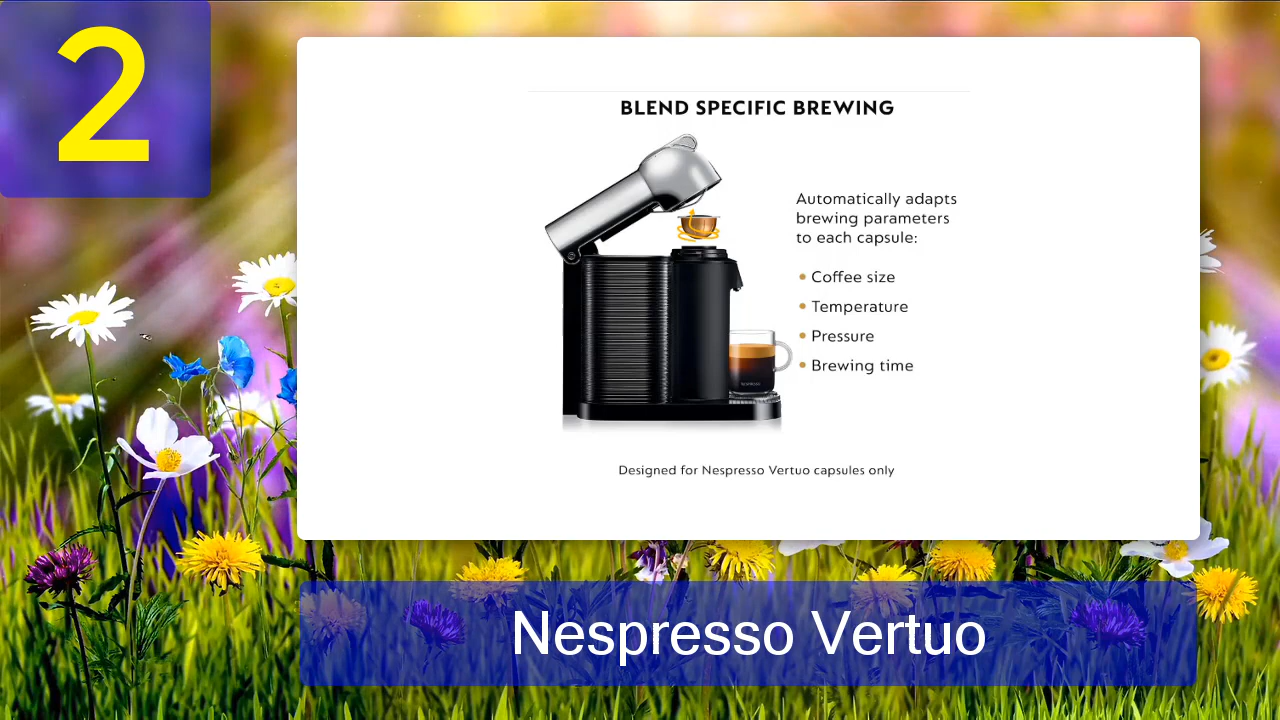 2
BLEND SPECIFIC BREWING
Automatically adapts
brewing parameters
to each capsule:
• Coffee size
• Temperature
• Pressure
• Brewing time
NESPRESSO
Designed for Nespresso Vertuo capsules only
Nespresso Vertuo